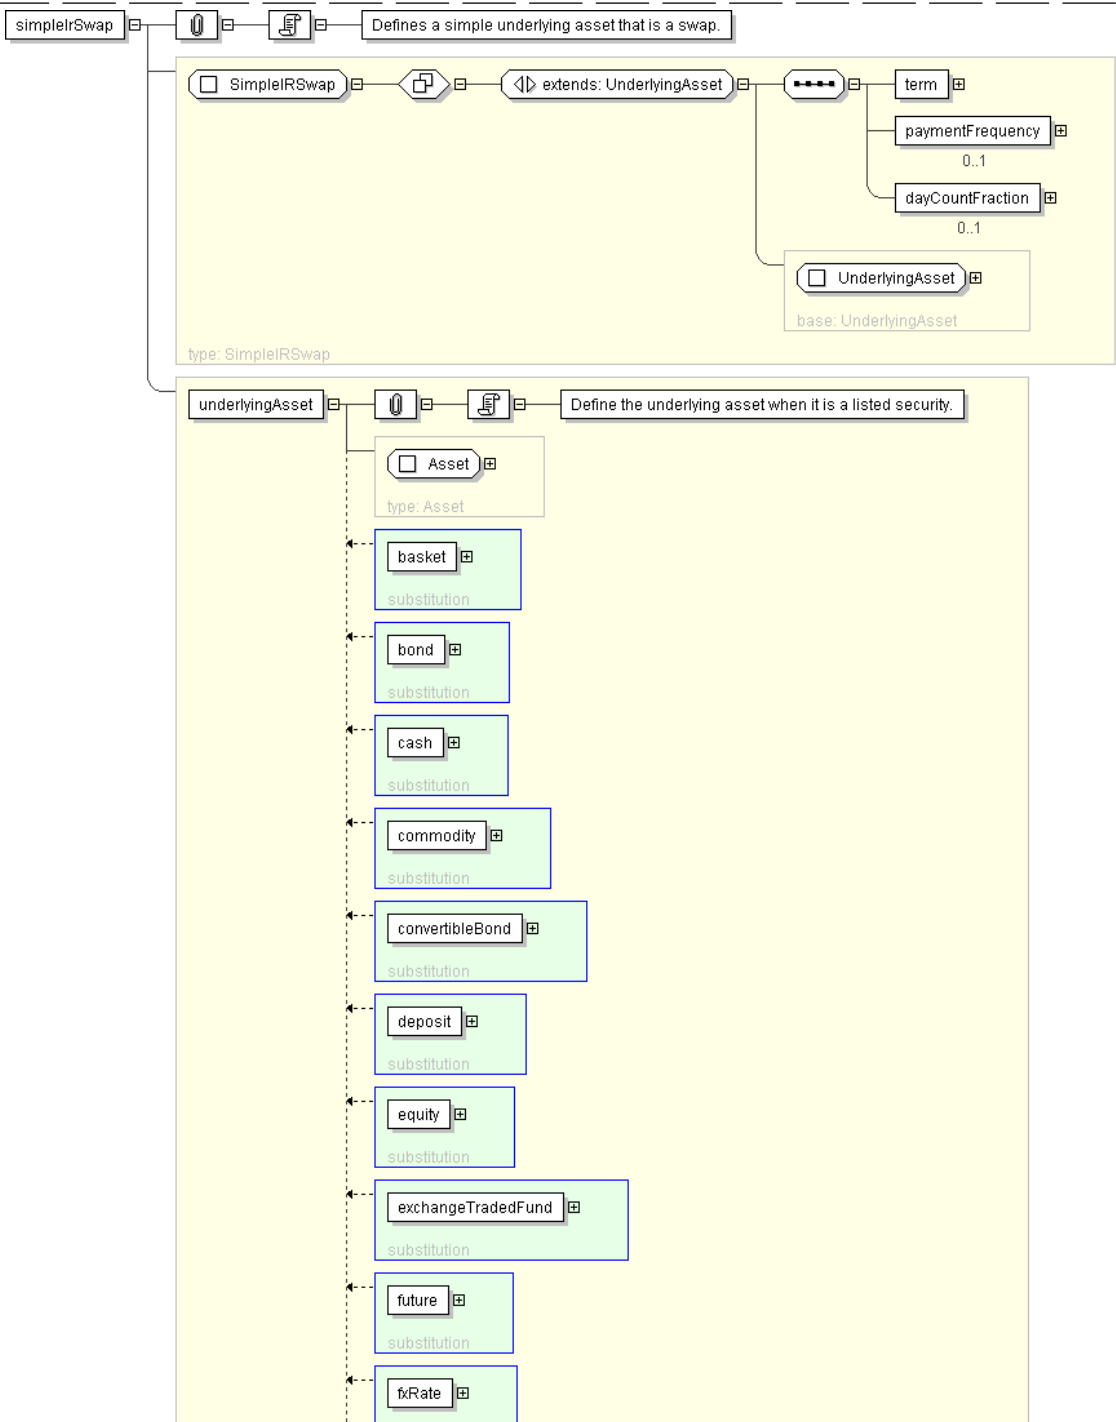 simpleIrSwap
Defines a simple underlying asset that is a swap.
SimpleIRSwap
extends: UnderlyingAsset
term
paymentFrequency
0..1
dayCountFraction
0..1
UnderlyingAsset
base: UnderlyingAsset
type: SimpleIRSwap
underlyingAsset
Define the underlying asset when it is a listed security.
Asset
type: Asset
basket
substitution
bond
substitution
cash
substitution
commodity
substitution
convertibleBond
substitution
deposit
substitution
equity
substitution
exchangeTradedFund
substitution
future
substitution
fxRate